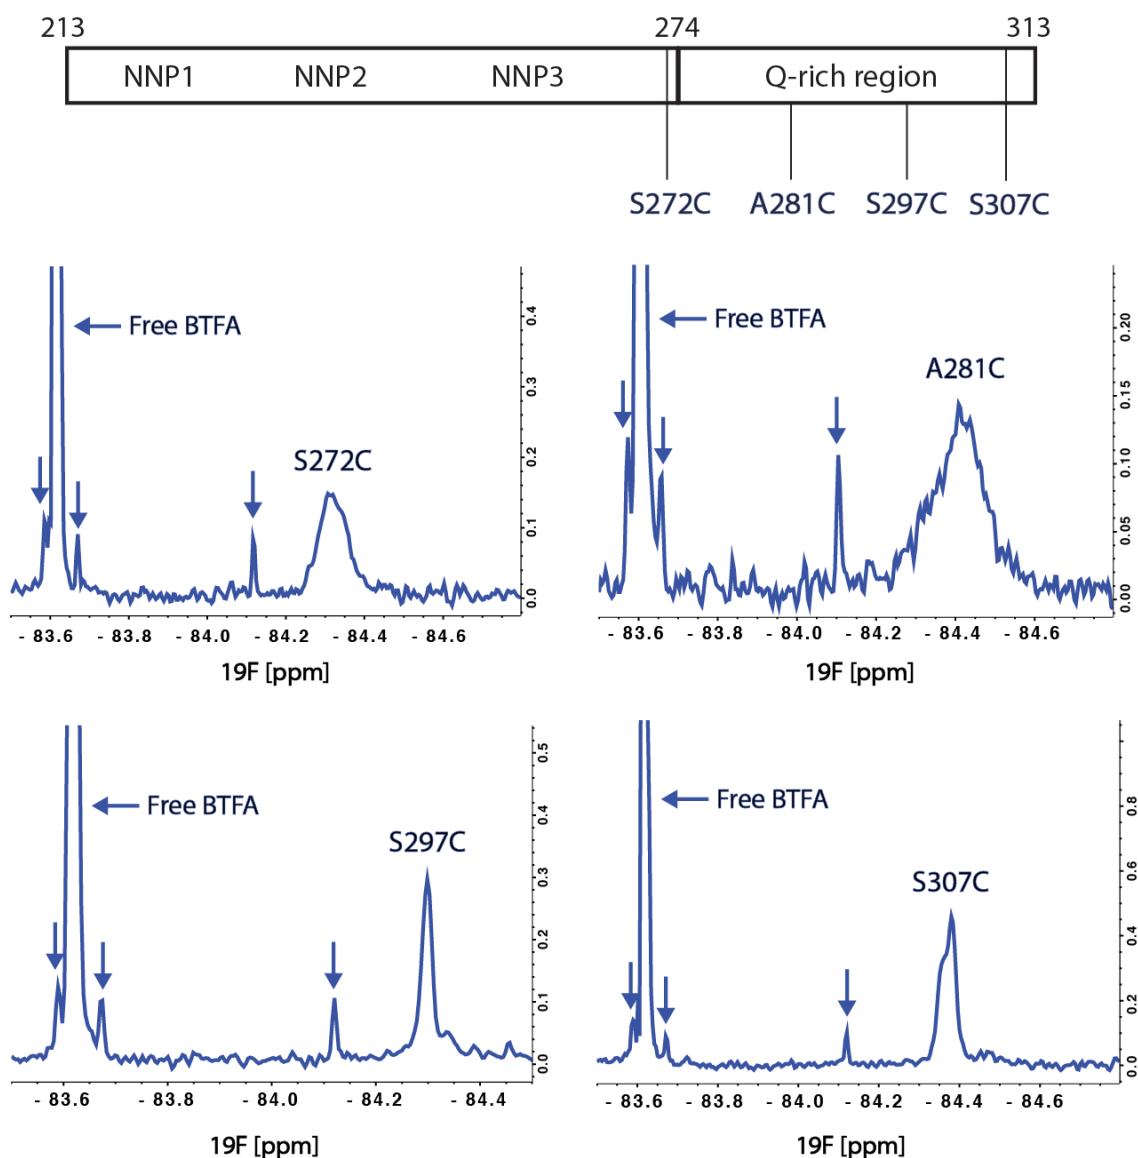 213 274 313
NNP1 NNP2 NNP3 Q-rich region
S272C A281C S297C S307C
Free BTFA
S272C
0.4
0.3
0.2
0.1
0.0
- 83.6 - 83.8 - 84.0 - 84.2 - 84.4 - 84.6
19F [ppm]
Free BTFA
A281C
0.20
0.15
0.10
0.05
0.00
- 83.6 - 83.8 - 84.0 - 84.2 - 84.4 - 84.6
19F [ppm]
Free BTFA
S297C
0.5
0.4
0.3
0.2
0.1
0.0
- 83.6 - 83.8 - 84.0 - 84.2 - 84.4
19F [ppm]
Free BTFA
S307C
0.8
0.6
0.4
0.2
0.0
- 83.6 - 83.8 - 84.0 - 84.2 - 84.4 - 84.6
19F [ppm]